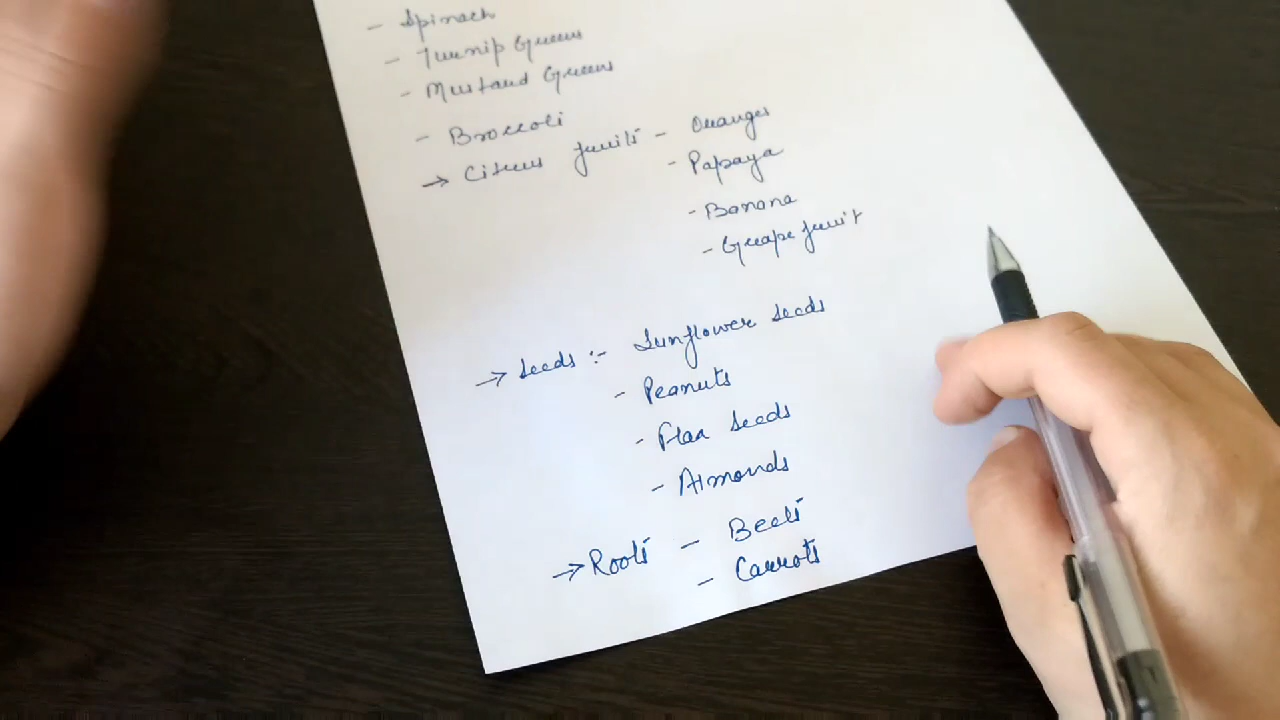 - Spinach
- Turnip Greens
- Mustard Greens
- Broccoli
→ Citrus fruits - Oranges
- Papaya
- Banana
- Grape fruit
→ Seeds :- Sunflower seeds
- Peanuts
- Flax seeds
- Almonds
→ Roots - Beets
- Carrots